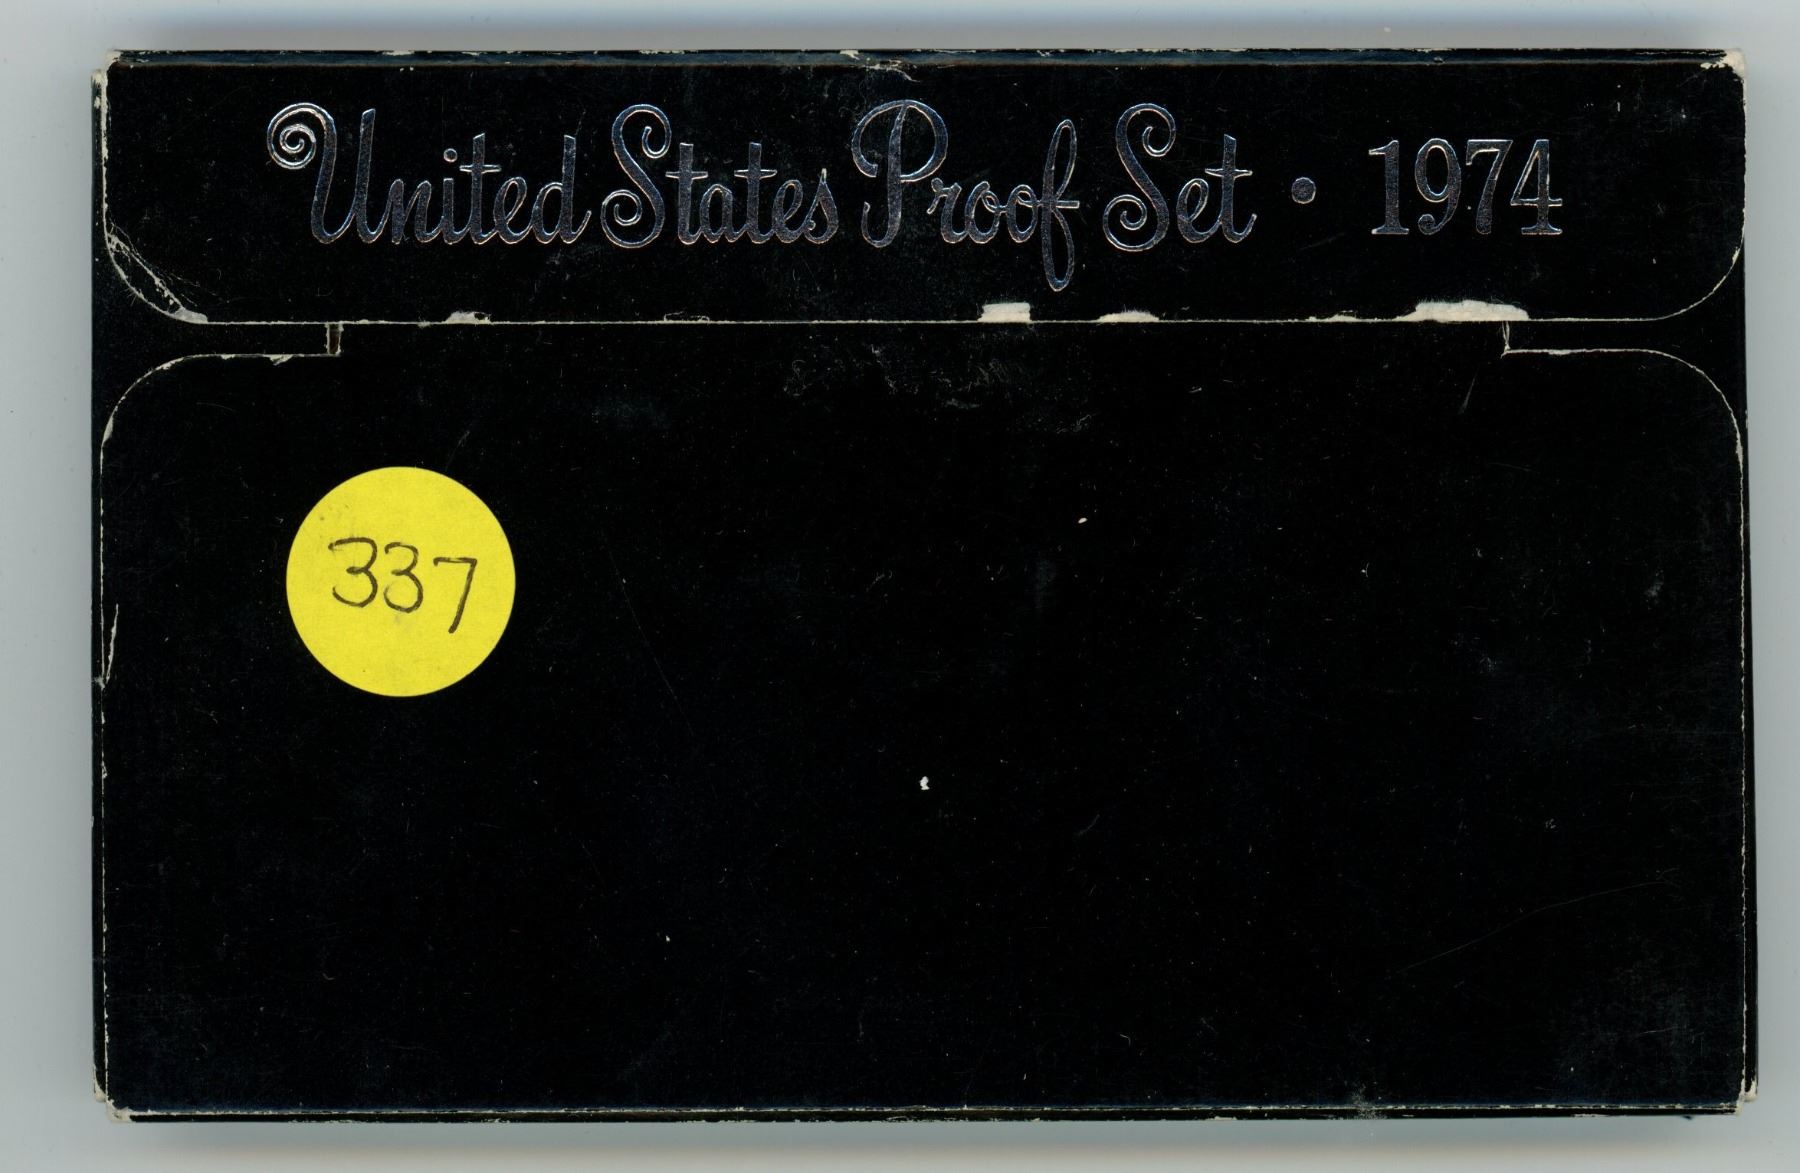 United States Proof Set • 1974
337